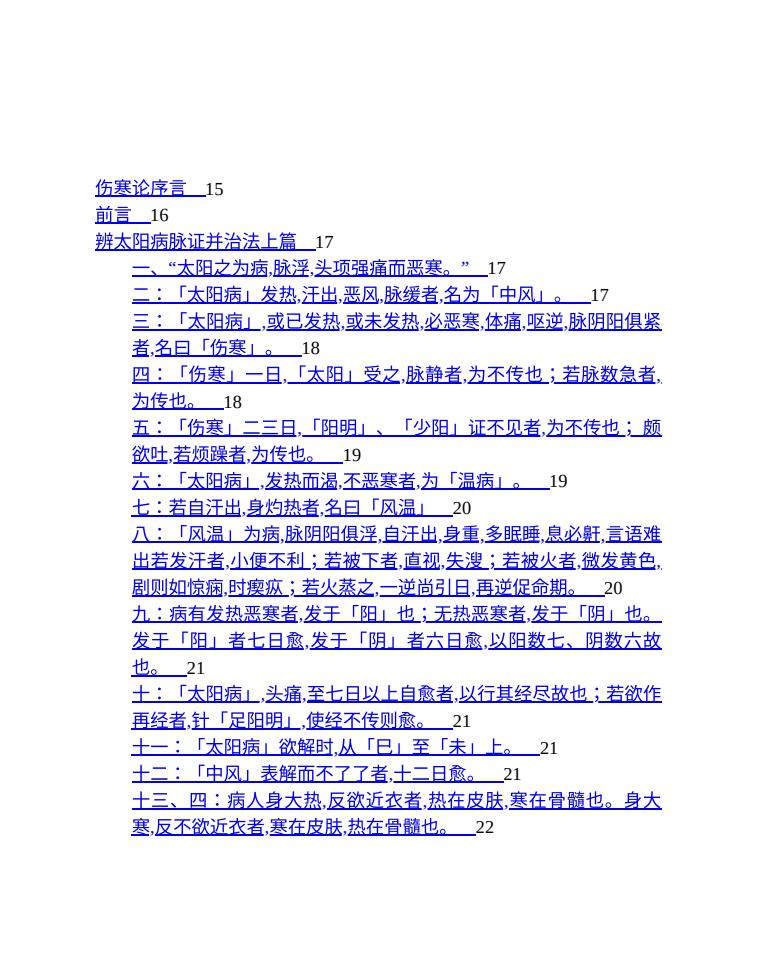 伤寒论序言　15
前言　16
辨太阳病脉证并治法上篇　17
一、“太阳之为病,脉浮,头项强痛而恶寒。”　17
二：「太阳病」发热,汗出,恶风,脉缓者,名为「中风」。　17
三：「太阳病」,或已发热,或未发热,必恶寒,体痛,呕逆,脉阴阳俱紧
者,名曰「伤寒」。　18
四：「伤寒」一日,「太阳」受之,脉静者,为不传也；若脉数急者,
为传也。　18
五：「伤寒」二三日,「阳明」、「少阳」证不见者,为不传也； 颇
欲吐,若烦躁者,为传也。　19
六：「太阳病」,发热而渴,不恶寒者,为「温病」。　19
七：若自汗出,身灼热者,名曰「风温」　20
八：「风温」为病,脉阴阳俱浮,自汗出,身重,多眠睡,息必鼾,言语难
出若发汗者,小便不利；若被下者,直视,失溲；若被火者,微发黄色,
剧则如惊痫,时瘈疭；若火蒸之,一逆尚引日,再逆促命期。　20
九：病有发热恶寒者,发于「阳」也；无热恶寒者,发于「阴」也。
发于「阳」者七日愈,发于「阴」者六日愈,以阳数七、阴数六故
也。　21
十：「太阳病」,头痛,至七日以上自愈者,以行其经尽故也；若欲作
再经者,针「足阳明」,使经不传则愈。　21
十一：「太阳病」欲解时,从「巳」至「未」上。　21
十二：「中风」表解而不了了者,十二日愈。　21
十三、四：病人身大热,反欲近衣者,热在皮肤,寒在骨髓也。身大
寒,反不欲近衣者,寒在皮肤,热在骨髓也。　22